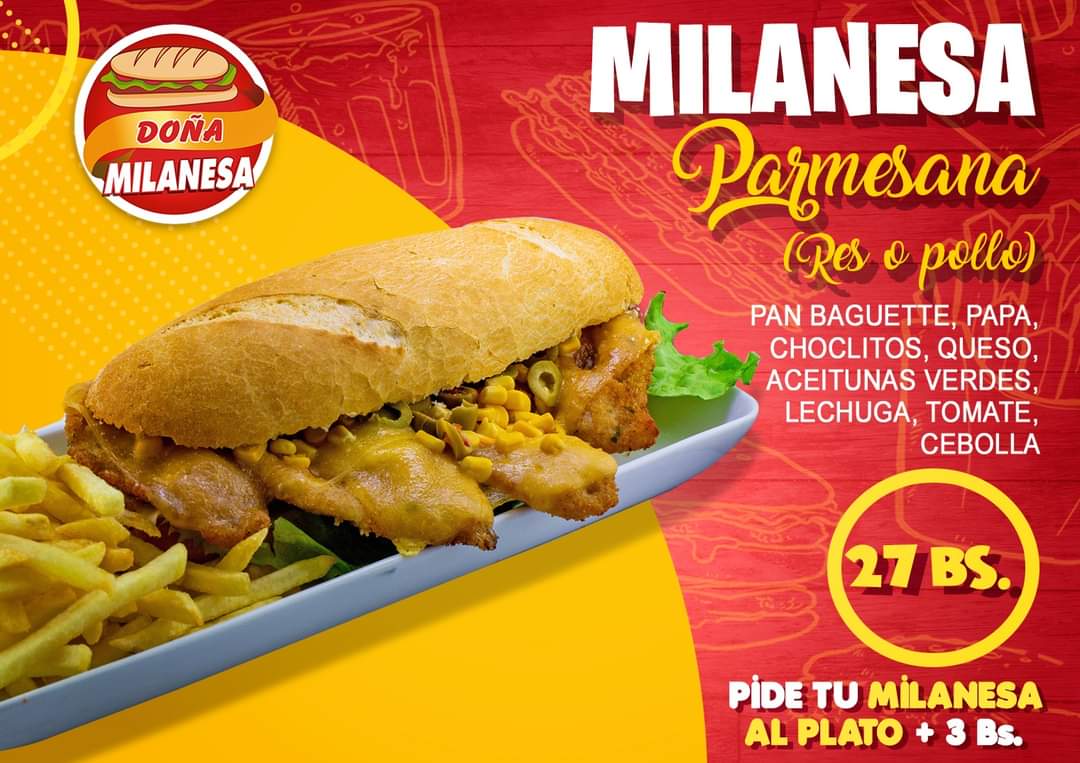 DOÑA
MILANESA
MILANESA
Parmesana
(Res o pollo)
PAN BAGUETTE, PAPA,
CHOCLITOS, QUESO,
ACEITUNAS VERDES,
LECHUGA, TOMATE,
CEBOLLA
27 BS.
PIDE TU MILANESA
AL PLATO + 3 Bs.